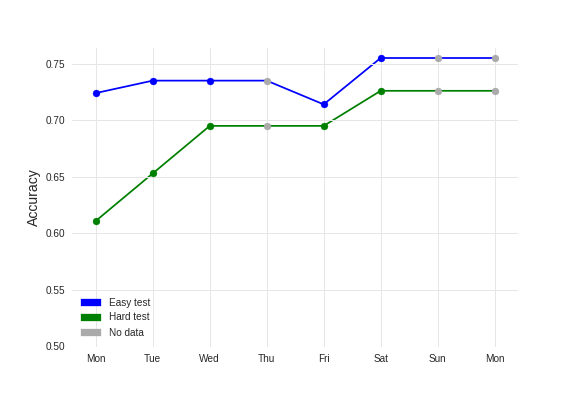 0.75
0.70
0.65
0.60
0.55
0.50
Accuracy
Easy test
Hard test
No data
Mon Tue Wed Thu Fri Sat Sun Mon